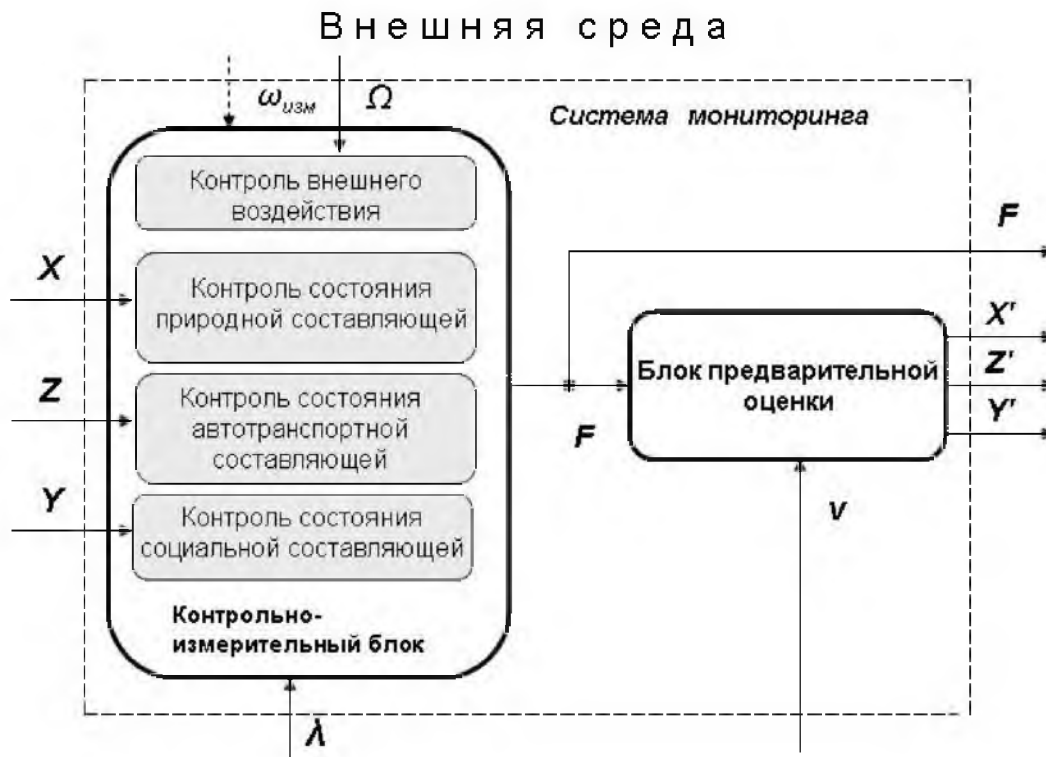 Внешняя среда
ω изм Ω
Система мониторинга
Контроль внешнего
воздействия
F
X
Контроль состояния
природной составляющей
X'
Блок предварительной
оценки
Z'
Y'
Z
Контроль состояния
автотранспортной
составляющей
F
Y
Контроль состояния
социальной составляющей
v
Контрольно-
измерительный блок
λ